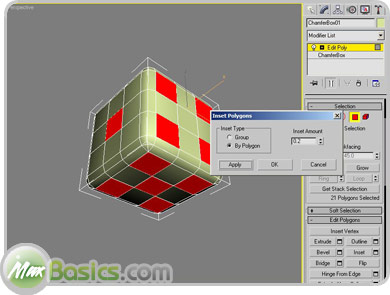 Perspective
ChamferBox01
Modifier List
Edit Poly
ChamferBox
Selection
Inset Polygons
Inset Type
Group
By Polygon
Inset Amount
0.2
Apply
OK
Cancel
Selection
45.0
Grow
Ring
Loop
Get Stack Selection
21 Polygons Selected
Soft Selection
Edit Polygons
Insert Vertex
Extrude
Outline
Bevel
Inset
Bridge
Flip
Hinge From Edge
MaxBasics.com